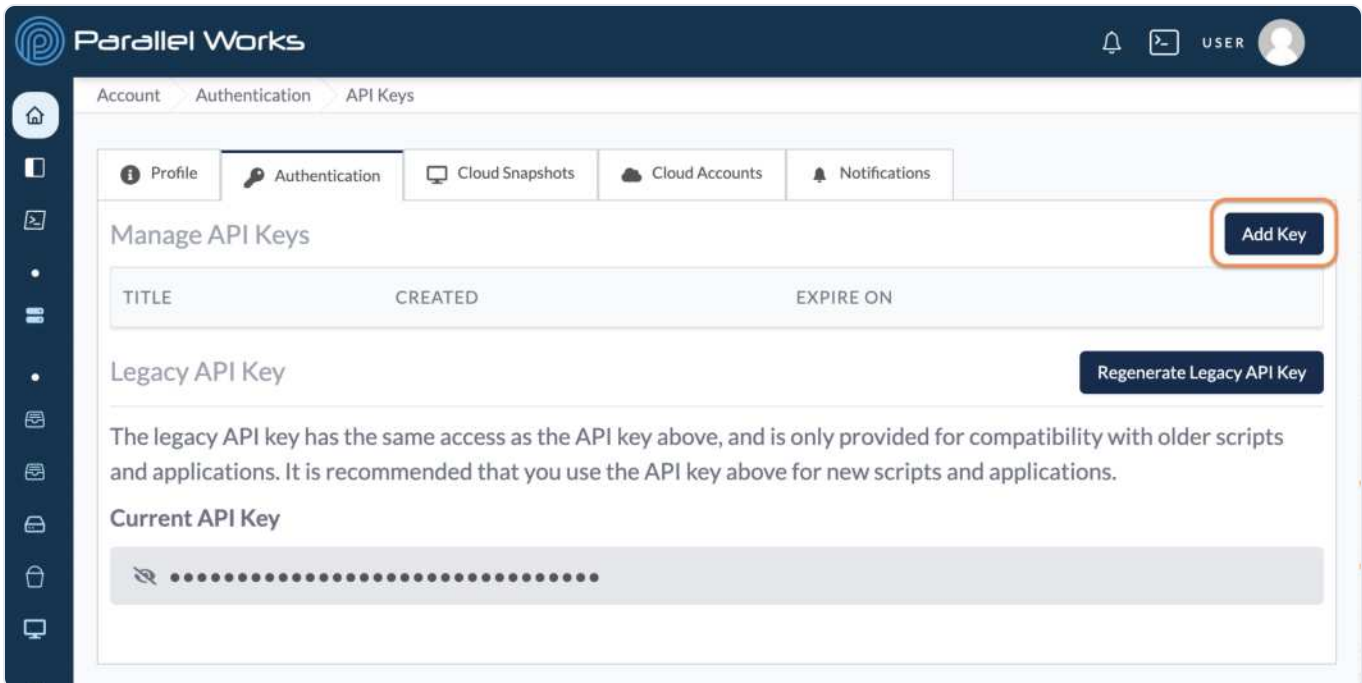 Parallel Works
USER
Account Authentication API Keys
Profile Authentication Cloud Snapshots Cloud Accounts Notifications
Manage API Keys
Add Key
TITLE CREATED EXPIRE ON
Legacy API Key
Regenerate Legacy API Key
The legacy API key has the same access as the API key above, and is only provided for compatibility with older scripts
and applications. It is recommended that you use the API key above for new scripts and applications.
Current API Key